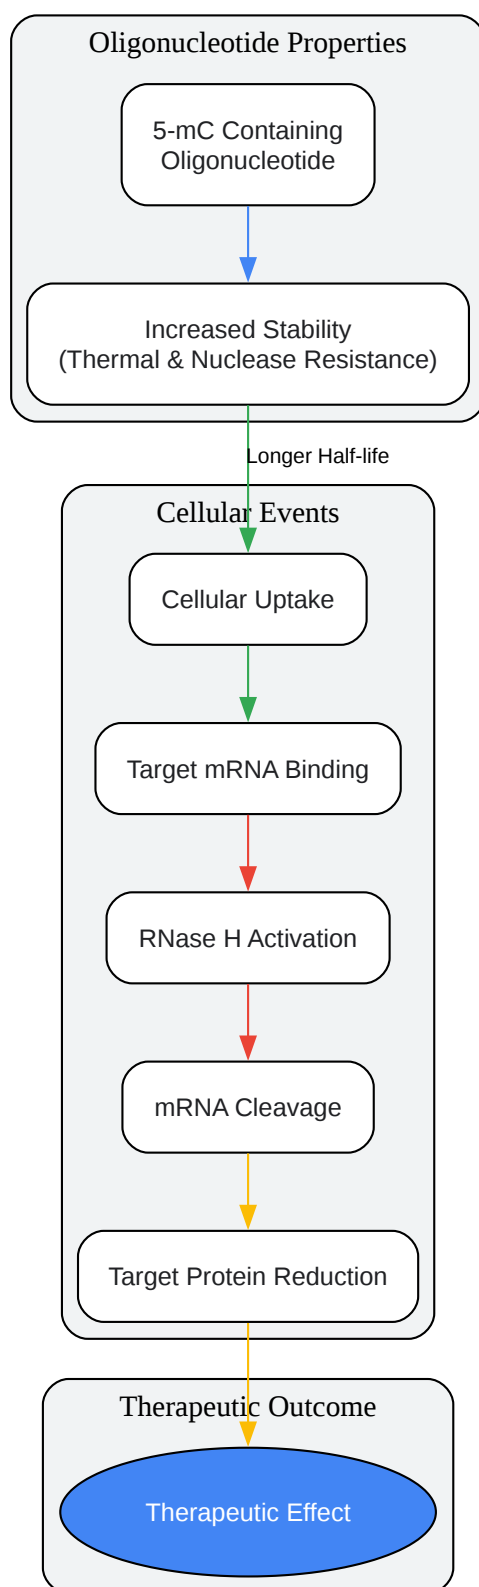 Oligonucleotide Properties
5-mC Containing
Oligonucleotide
Increased Stability
(Thermal & Nuclease Resistance)
Longer Half-life
Cellular Events
Cellular Uptake
Target mRNA Binding
RNase H Activation
mRNA Cleavage
Target Protein Reduction
Therapeutic Outcome
Therapeutic Effect